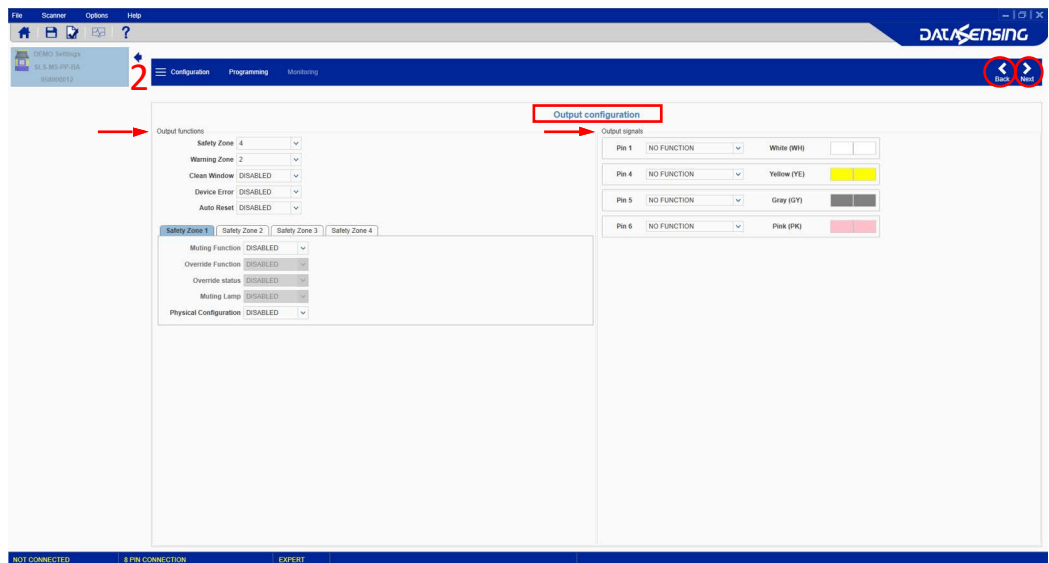 File Scanner Options Help
DATASENSING
DEMO Settings
SLS-M5-PP-0A
2
Configuration Programming Monitoring
Back Next
Output configuration
Output functions
Safety Zone 4
Warning Zone 2
Clean Window DISABLED
Device Error DISABLED
Auto Reset DISABLED
Safety Zone 1 Safety Zone 2 Safety Zone 3 Safety Zone 4
Muting Function DISABLED
Override Function DISABLED
Override status DISABLED
Muting Lamp DISABLED
Physical Configuration DISABLED
Output signals
Pin 1 NO FUNCTION White (WH)
Pin 4 NO FUNCTION Yellow (YE)
Pin 5 NO FUNCTION Gray (GY)
Pin 6 NO FUNCTION Pink (PK)
NOT CONNECTED 8 PIN CONNECTION EXPERT